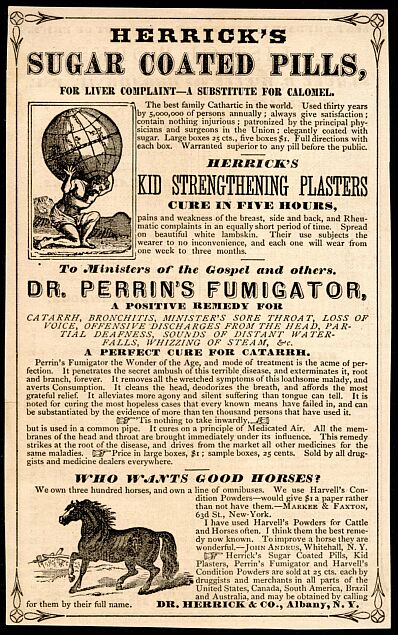 HERRICK'S
SUGAR COATED PILLS,
FOR LIVER COMPLAINT—A SUBSTITUTE FOR CALOMEL.
The best family Cathartic in the world. Used thirty years
by 5,000,000 of persons annually; always give satisfaction;
contain nothing injurious; patronized by the principal phy-
sicians and surgeons in the Union; elegantly coated with
sugar. Large boxes 25 cts., five boxes $1. Full directions with
each box. Warranted superior to any pill before the public.
HERRICK'S
KID STRENGTHENING PLASTERS
CURE IN FIVE HOURS,
pains and weakness of the breast, side and back, and Rheu-
matic complaints in an equally short period of time. Spread
on beautiful white lambskin. Their use subjects the
wearer to no inconvenience, and each one will wear from
one week to three months.
To Ministers of the Gospel and others,
DR. PERRIN'S FUMIGATOR,
A POSITIVE REMEDY FOR
CATARRH, BRONCHITIS, MINISTER'S SORE THROAT, LOSS OF
VOICE, OFFENSIVE DISCHARGES FROM THE HEAD, PAR-
TIAL DEAFNESS, SOUNDS OF DISTANT WATER-
FALLS, WHIZZING OF STEAM, &c.
A PERFECT CURE FOR CATARRH.
Perrin's Fumigator the Wonder of the Age, and mode of treatment is the acme of per-
fection. It penetrates the secret ambush of this terrible disease, and exterminates it, root
and branch, forever. It removes all the wretched symptoms of this loathsome malady, and
averts Consumption. It cleans the head, deodorizes the breath, and affords the most
grateful relief. It alleviates more agony and silent suffering than tongue can tell. It is
noted for curing the most hopeless cases that every known means have failed in, and can
be substantiated by the evidence of more than ten thousand persons that have used it.
'Tis nothing to take inwardly,
but is used in a common pipe. It cures on a principle of Medicated Air. All the mem-
branes of the head and throat are brought immediately under its influence. This remedy
strikes at the root of the disease, and drives from the market all other medicines for the
same maladies. Price in large boxes, $1; sample boxes, 25 cents. Sold by all drug-
gists and medicine dealers everywhere.
WHO WANTS GOOD HORSES?
We own three hundred horses, and own a line of omnibuses. We use Harvell's Con-
dition Powders—would give $1 a paper rather
than not have them.—MARKEE & FAXTON,
63d St., New-York.
I have used Harvell's Powders for Cattle
and Horses often. I think them the best reme-
dy now known. To improve a horse they are
wonderful.—JOHN ANDRUS, Whitehall, N. Y.
Herrick's Sugar Coated Pills, Kid
Plasters, Perrin's Fumigator and Harvell's
Condition Powders are sold at 25 cts. each by
druggists and merchants in all parts of the
United States, Canada, South America, Brazil
and Australia, and may be obtained by calling
for them by their full name. DR. HERRICK & CO., Albany, N. Y.